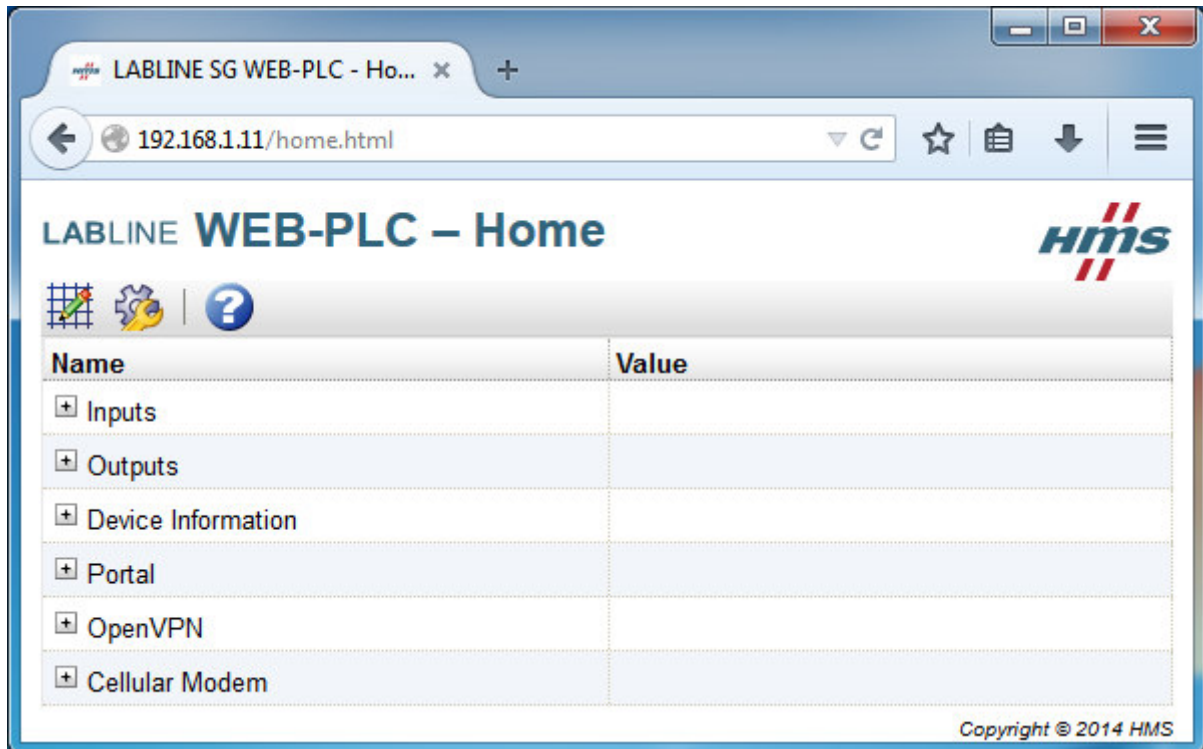 LABLINE SG WEB-PLC - Ho...
192.168.1.11/home.html
LABLINE WEB-PLC – Home
HMS
Name Value
Inputs
Outputs
Device Information
Portal
OpenVPN
Cellular Modem
Copyright © 2014 HMS